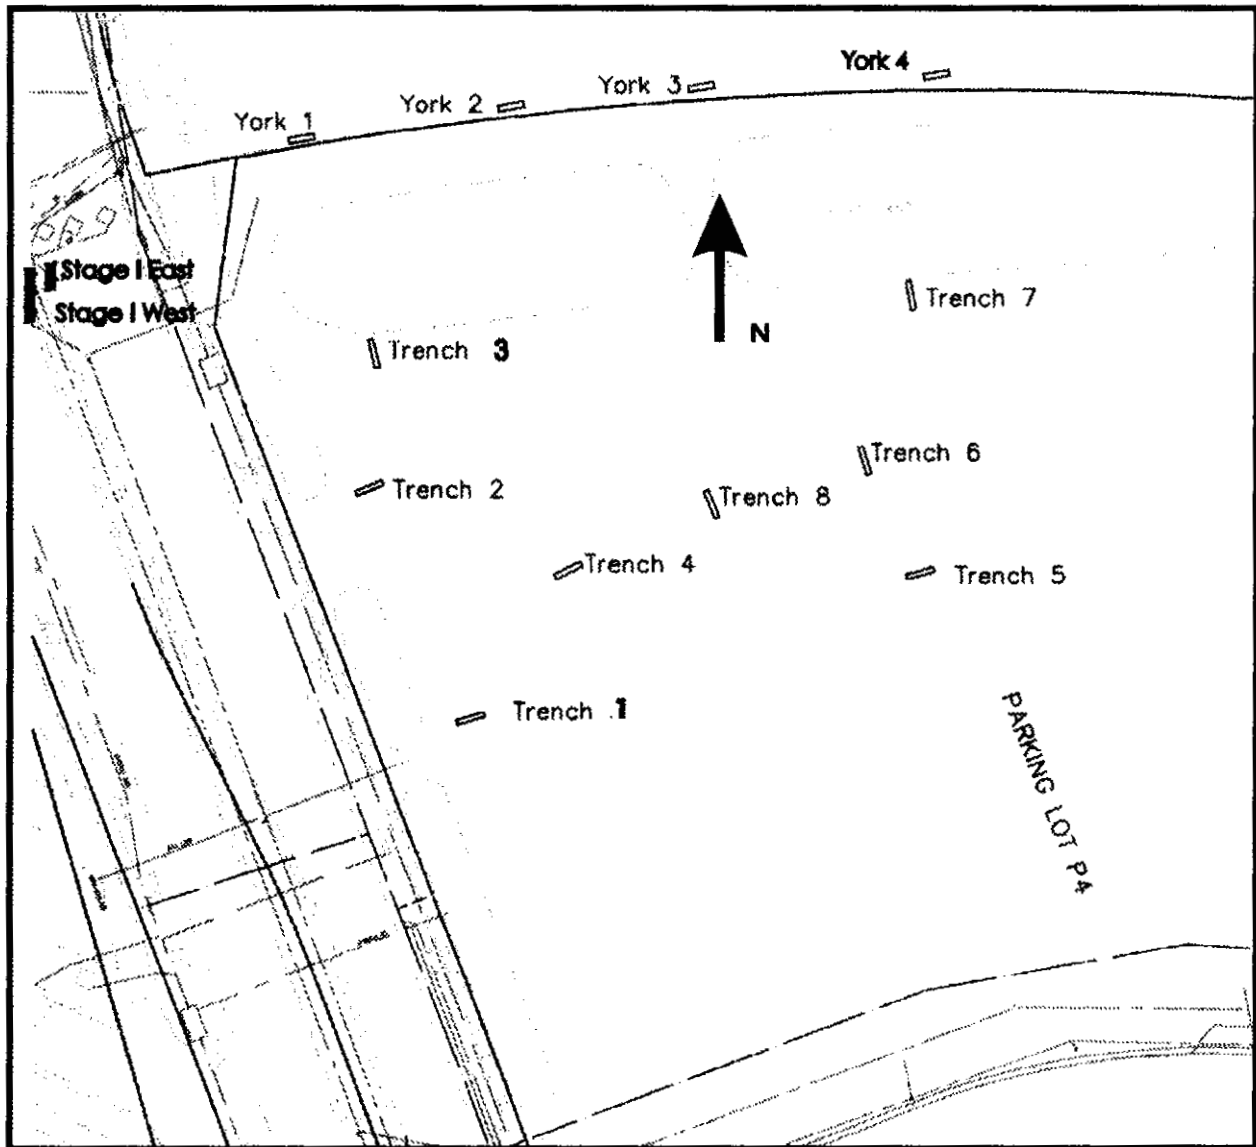 York 4
York 3
York 2
York 1
Stage I East
Trench 7
Stage I West
N
Trench 3
Trench 6
Trench 2
Trench 8
Trench 4
Trench 5
Trench 1
PARKING LOT P4